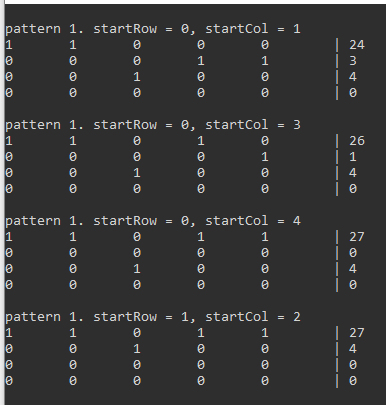 pattern 1. startRow = 0, startCol = 1
1 1 0 0 0 | 24
0 0 0 1 1 | 3
0 0 1 0 0 | 4
0 0 0 0 0 | 0
pattern 1. startRow = 0, startCol = 3
1 1 0 1 0 | 26
0 0 0 0 1 | 1
0 0 1 0 0 | 4
0 0 0 0 0 | 0
pattern 1. startRow = 0, startCol = 4
1 1 0 1 1 | 27
0 0 0 0 0 | 0
0 0 1 0 0 | 4
0 0 0 0 0 | 0
pattern 1. startRow = 1, startCol = 2
1 1 0 1 1 | 27
0 0 1 0 0 | 4
0 0 0 0 0 | 0
0 0 0 0 0 | 0